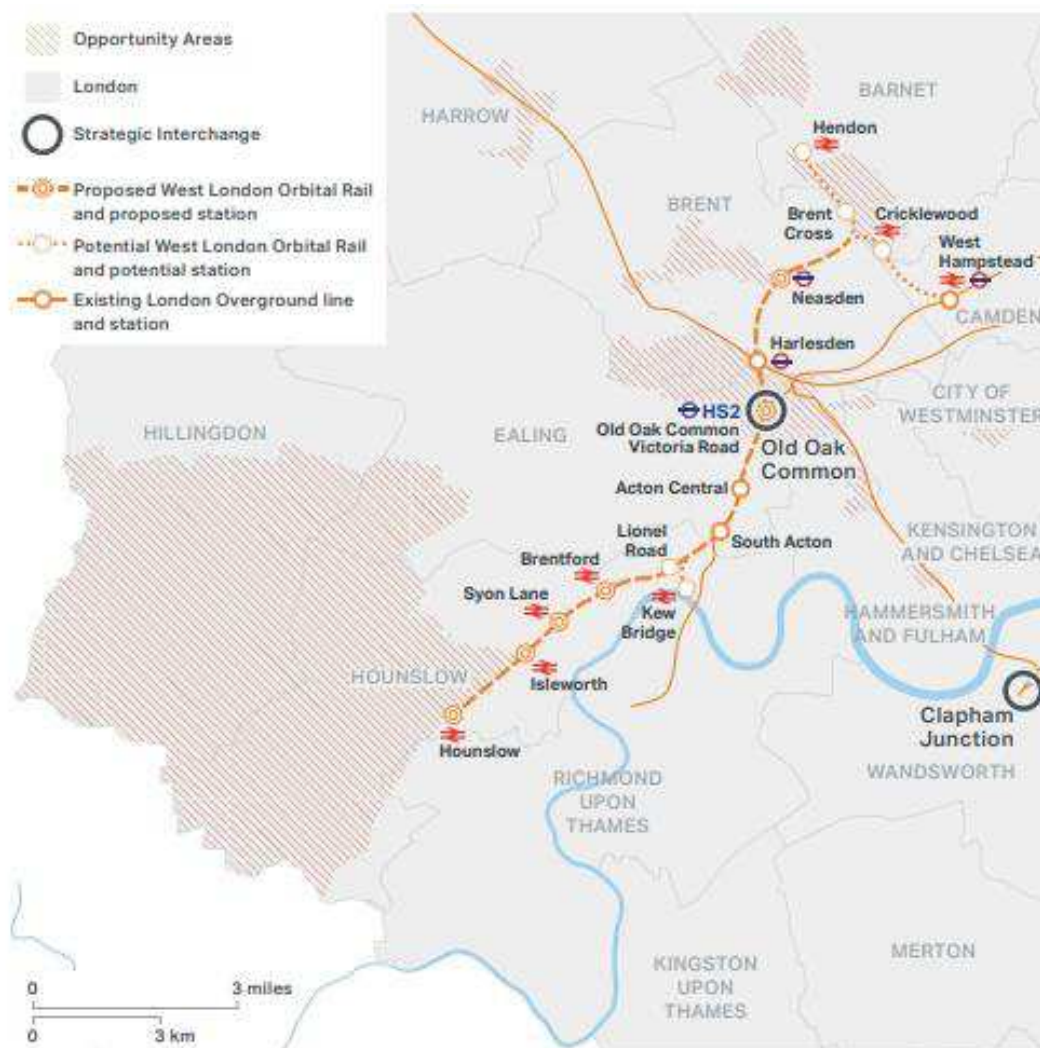 Opportunity Areas
London
Strategic Interchange
Proposed West London Orbital Rail
and proposed station
Potential West London Orbital Rail
and potential station
Existing London Overground line
and station
HARROW
BARNET
Hendon
BRENT
Brent
Cross
Cricklewood
West
Hampstead
Neasden
CAMDEN
Harlesden
CITY OF
WESTMINSTER
HS2
Old Oak Common
Victoria Road
Old Oak
Common
HILLINGDON
EALING
Acton Central
Lionel
Road
South Acton
KENSINGTON
AND CHELSEA
Brentford
Syon Lane
Kew
Bridge
HAMMERSMITH
AND FULHAM
HOUNSLOW
Isleworth
Hounslow
Clapham
Junction
WANDSWORTH
RICHMOND
UPON
THAMES
MERTON
KINGSTON
UPON
THAMES
0 3 miles
0 3 km